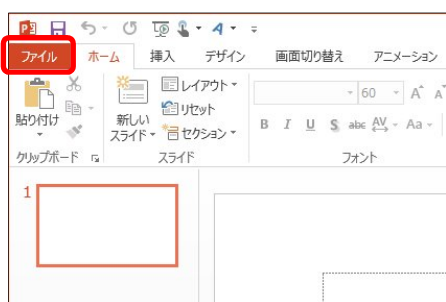 ファイル ホーム 挿入 デザイン 画面切り替え アニメーション
貼り付け
新しい
スライド
レイアウト
リセット
セクション
60 A A
B I U S abc AV Aa
クリップボード スライド フォント
1